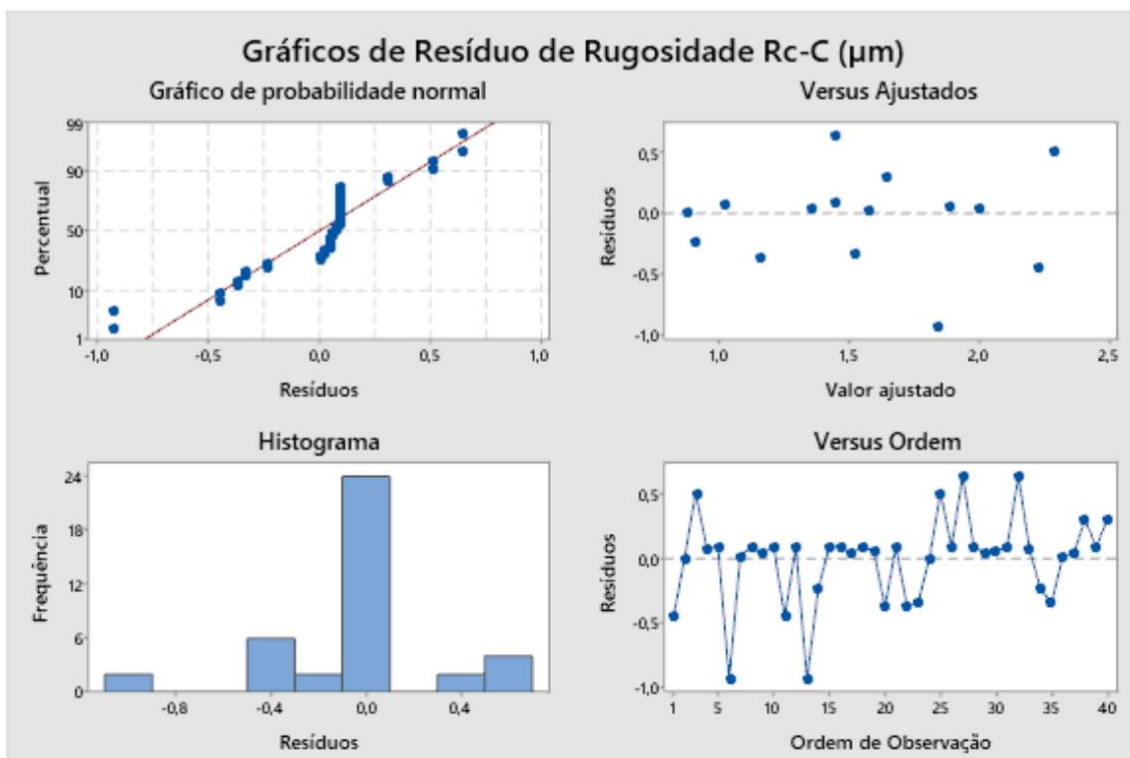 Gráficos de Resíduo de Rugosidade Rc-C (µm)
Gráfico de probabilidade normal
99
90
50
10
1
Percentual
-1,0 -0,5 0,0 0,5 1,0
Resíduos
Versus Ajustados
0,5
0,0
-0,5
-1,0
Resíduos
1,0 1,5 2,0 2,5
Valor ajustado
Histograma
24
18
12
6
0
Frequência
-0,8 -0,4 0,0 0,4
Resíduos
Versus Ordem
0,5
0,0
-0,5
-1,0
Resíduos
1 5 10 15 20 25 30 35 40
Ordem de Observação